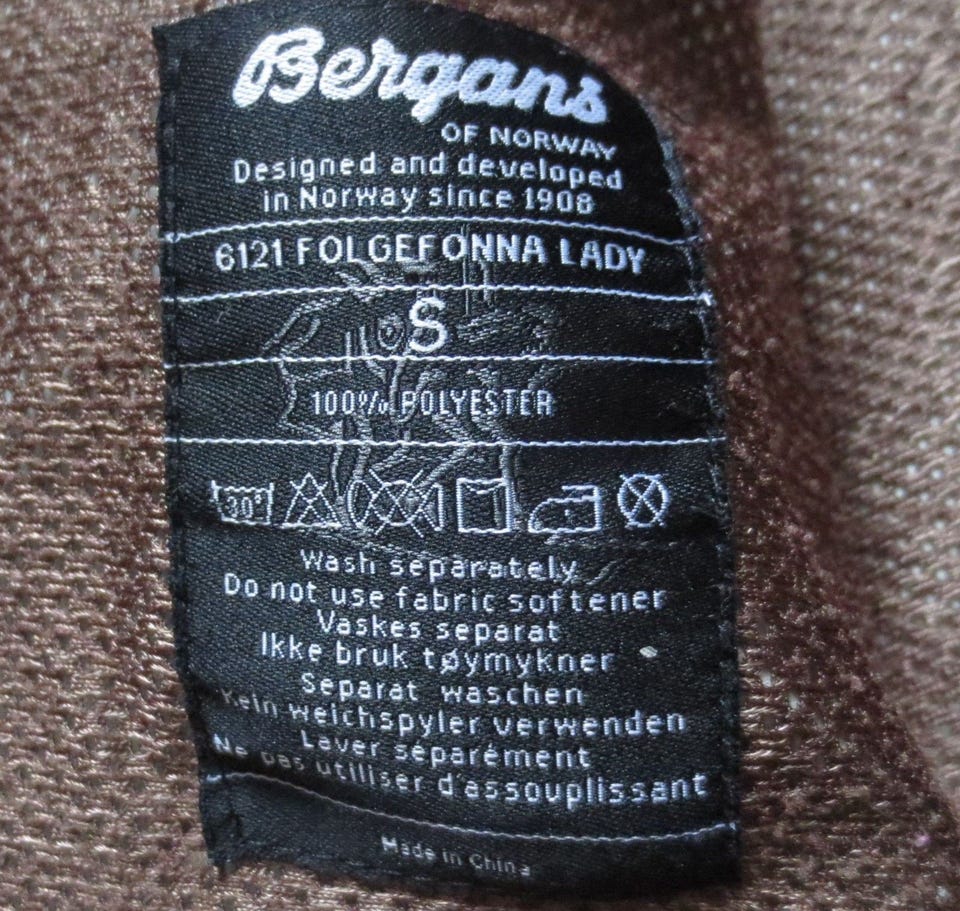 Bergans
OF NORWAY
Designed and developed
in Norway since 1908
6121 FOLGEFONNA LADY
S
100% POLYESTER
30°
Wash separately
Do not use fabric softener
Vaskes separat
Ikke bruk tøymykner
Separat waschen
Kein weichspyler verwenden
Laver séparément
Ne pas utiliser d'assouplissant
Made in China